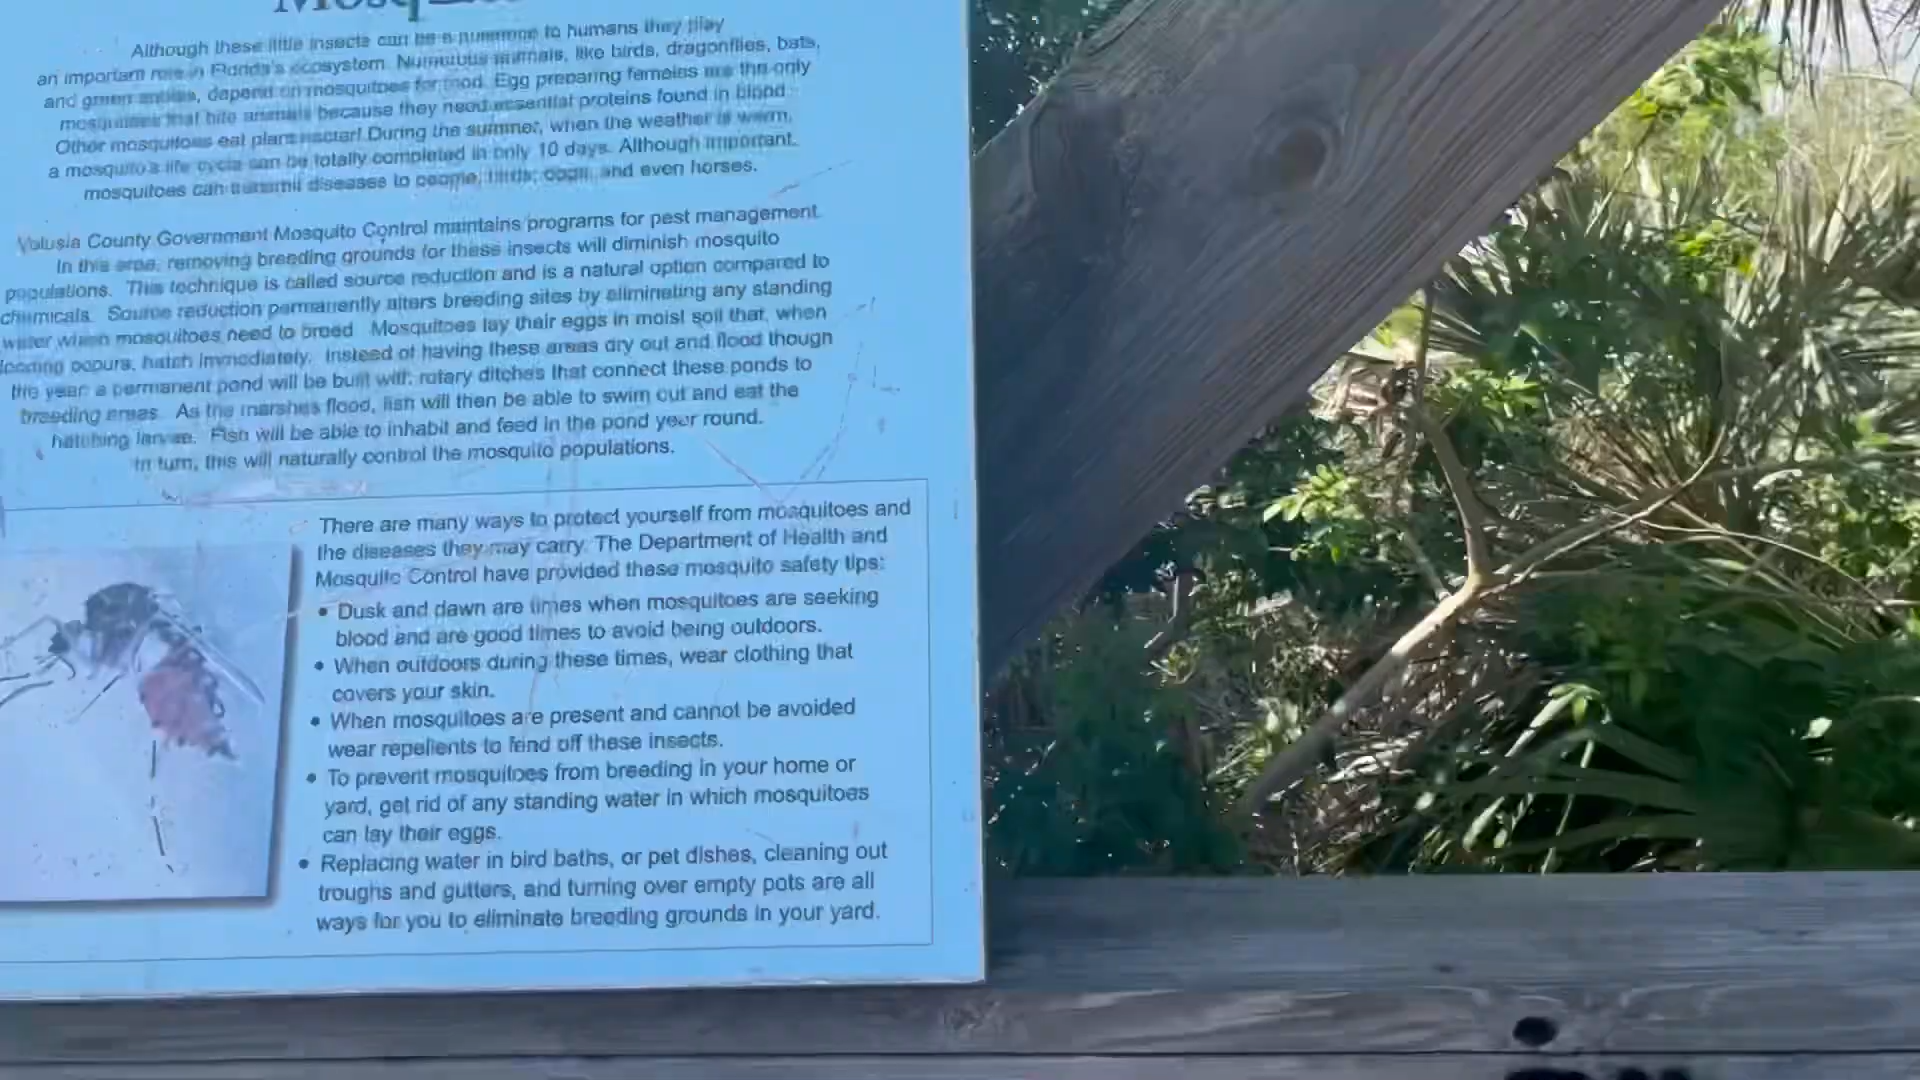 Although these little insects can be a nuisance to humans they play
an important role in Florida's ecosystem. Numerous animals, like birds, dragonflies, bats,
and green anoles, depend on mosquitoes for food. Egg preparing females are the only
mosquitoes that bite animals because they need essential proteins found in blood.
Other mosquitoes eat plant nectar! During the summer, when the weather is warm,
a mosquito's life cycle can be totally completed in only 10 days. Although important,
mosquitoes can transmit diseases to people, birds, dogs, and even horses.
Volusia County Government Mosquito Control maintains programs for pest management.
In this area, removing breeding grounds for these insects will diminish mosquito
populations. This technique is called source reduction and is a natural option compared to
chemicals. Source reduction permanently alters breeding sites by eliminating any standing
water when mosquitoes need to breed. Mosquitoes lay their eggs in moist soil that, when
occurs, hatch immediately. Instead of having these areas dry out and flood though
the year, a permanent pond will be built with rotary ditches that connect these ponds to
breeding areas. As the marshes flood, fish will then be able to swim out and eat the
hatching larvae. Fish will be able to inhabit and feed in the pond year round.
In turn, this will naturally control the mosquito populations.
There are many ways to protect yourself from mosquitoes and
the diseases they may carry. The Department of Health and
Mosquito Control have provided these mosquito safety tips:
• Dusk and dawn are times when mosquitoes are seeking
blood and are good times to avoid being outdoors.
• When outdoors during these times, wear clothing that
covers your skin.
• When mosquitoes are present and cannot be avoided
wear repellents to fend off these insects.
• To prevent mosquitoes from breeding in your home or
yard, get rid of any standing water in which mosquitoes
can lay their eggs.
• Replacing water in bird baths, or pet dishes, cleaning out
troughs and gutters, and turning over empty pots are all
ways for you to eliminate breeding grounds in your yard.